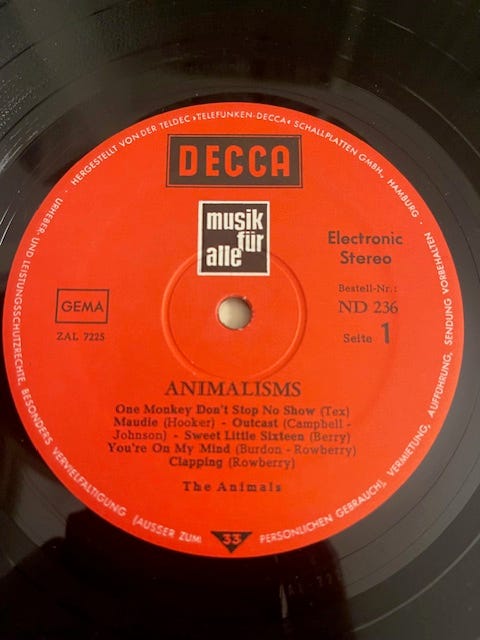 · HERGESTELLT VON DER TELDEC »TELEFUNKEN-DECCA« SCHALLPLATTEN GMBH., HAMBURG ·
URHEBER- UND LEISTUNGSSCHUTZRECHTE, BESONDERS VERVIELFÄLTIGUNG (AUSSER ZUM PERSÖNLICHEN GEBRAUCH), VERMIETUNG, AUFFÜHRUNG, SENDUNG VORBEHALTEN
DECCA
musik
für
alle
Electronic
Stereo
Bestell-Nr.:
ND 236
Seite 1
GEMA
ZAL 7225
ANIMALISMS
One Monkey Don't Stop No Show (Tex)
Maudie (Hooker) - Outcast (Campbell -
Johnson) - Sweet Little Sixteen (Berry)
You're On My Mind (Burdon - Rowberry)
Clapping (Rowberry)
The Animals
33